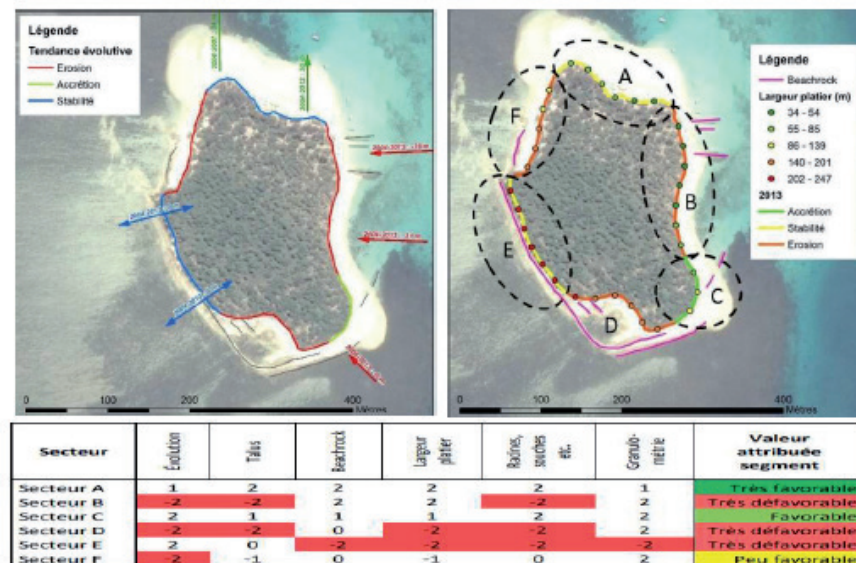 Légende
Tendance évolutive
Erosion
Accrétion
Stabilité
0
200
400
Mètres
A
F
B
E
C
D
Légende
Beachrock
Largeur platier (m)
34 - 54
55 - 85
86 - 139
140 - 201
202 - 247
2013
Accrétion
Stabilité
Erosion
0
100
200
400
Mètres
Secteur Évolution Talus Beachrock Largeur platier Racines, souches etc. Granulo-métrie Valeur attribuée segment
Secteur A 1 2 2 2 2 1 Très favorable
Secteur B -2 -2 2 2 -2 2 Très défavorable
Secteur C 2 1 1 1 2 2 Favorable
Secteur D -2 -2 0 -2 -2 2 Très défavorable
Secteur E 2 0 -2 -2 -2 -2 Très défavorable
Secteur F -2 -1 0 -1 0 2 Peu favorable